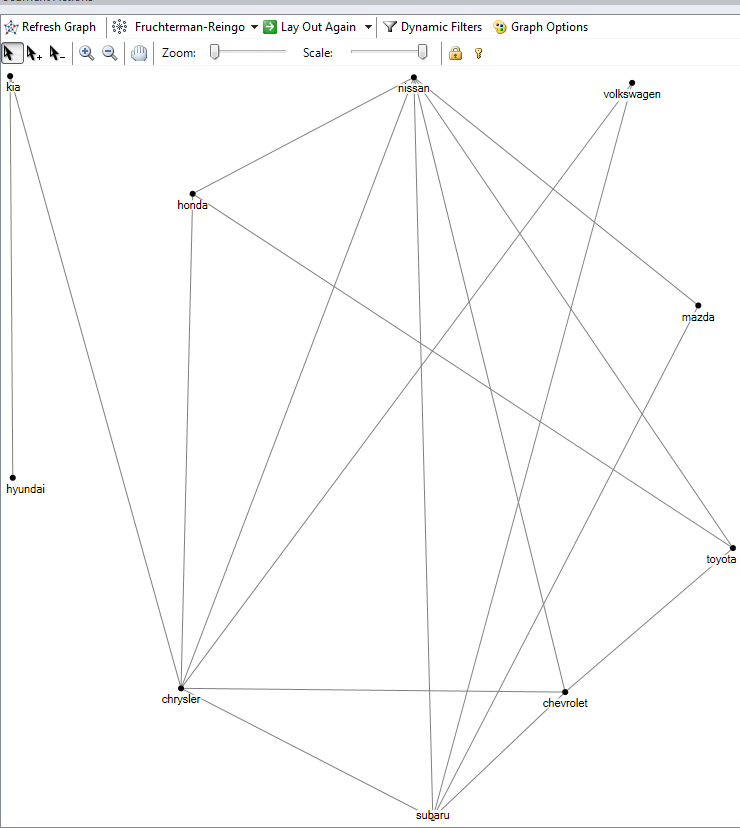 Refresh Graph Fruchterman-Reingo Lay Out Again Dynamic Filters Graph Options
Zoom: Scale:
kia
nissan
volkswagen
honda
mazda
hyundai
toyota
chrysler
chevrolet
subaru